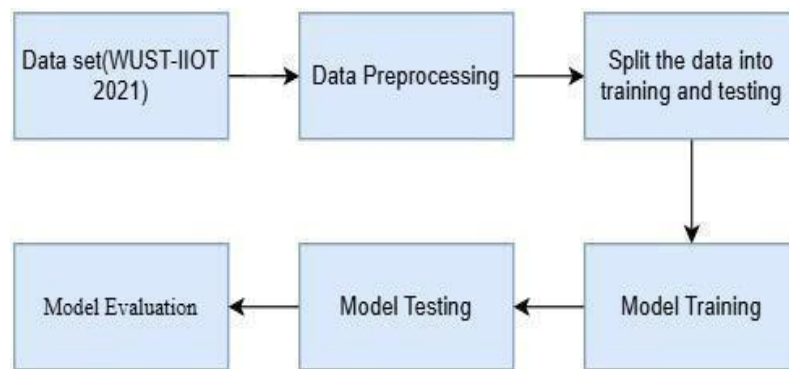 Data set(WUST-IIOT
2021)
Data Preprocessing
Split the data into
training and testing
Model Training
Model Testing
Model Evaluation